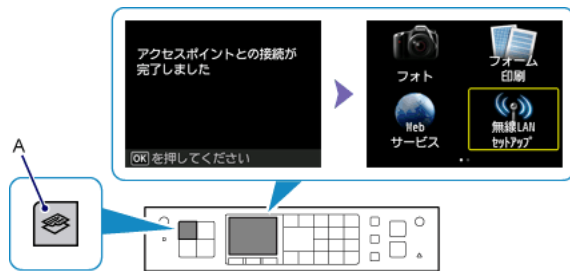 アクセスポイントとの接続が
完了しました
OKを押してください
フォト
フォーム
印刷
Web
サービス
無線LAN
セットアップ
A